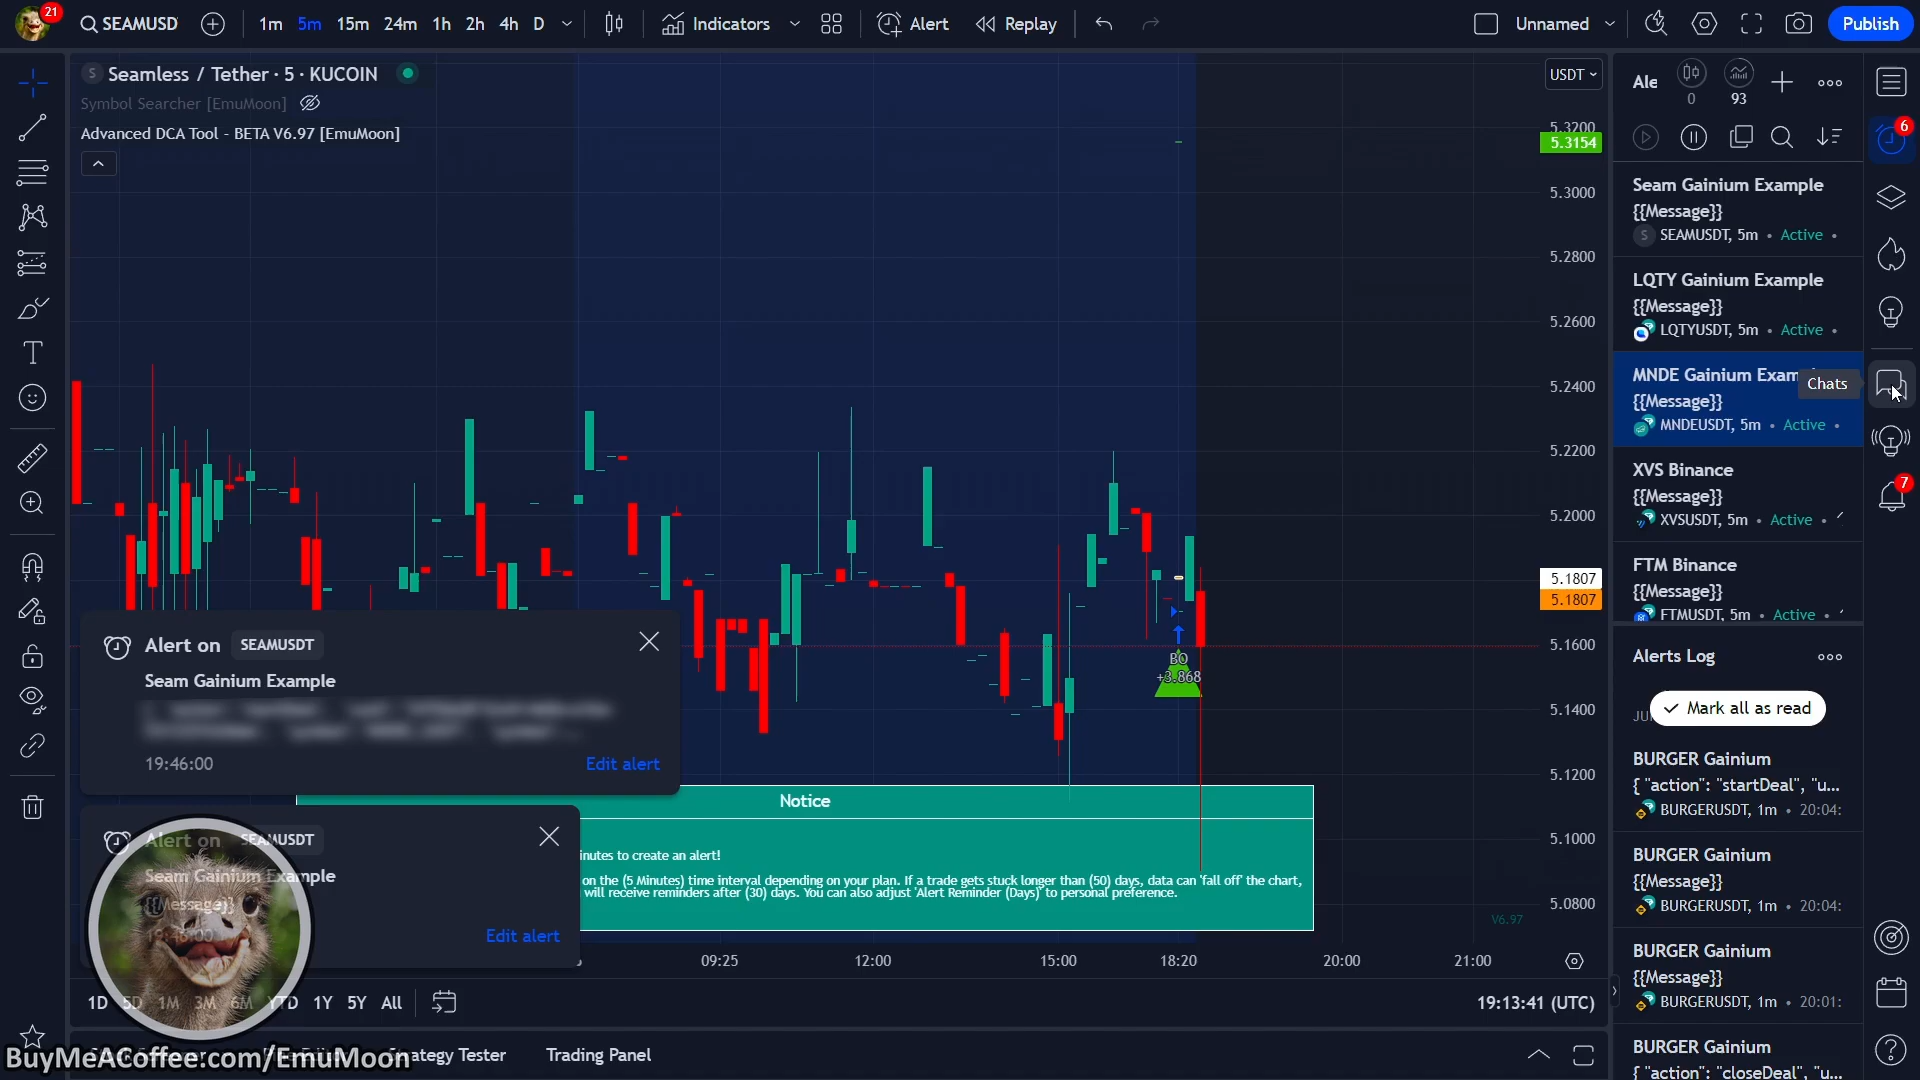 21
SEAMUSD
1m 5m 15m 24m 1h 2h 4h D
Indicators
Alert
Replay
Unnamed
Publish
S Seamless / Tether · 5 · KUCOIN
Symbol Searcher [EmuMoon]
Advanced DCA Tool - BETA V6.97 [EmuMoon]
USDT
5.3200
5.3154
5.3000
5.2800
5.2600
5.2400
5.2200
5.2000
5.1807
5.1807
5.1600
5.1400
5.1200
5.1000
5.0800
BO
+3.868
Alert on SEAMUSDT
Seam Gainium Example
19:46:00
Edit alert
Alert on SEAMUSDT
Seam Gainium Example
{{Message}}
Edit alert
Notice
inutes to create an alert!
on the (5 Minutes) time interval depending on your plan. If a trade gets stuck longer than (50) days, data can 'fall off' the chart,
will receive reminders after (30) days. You can also adjust 'Alert Reminder (Days)' to personal preference.
V6.97
09:25 12:00 15:00 18:20 20:00 21:00
1D 5D 1M 3M 6M YTD 1Y 5Y All
19:13:41 (UTC)
Strategy Tester
Trading Panel
BuyMeACoffee.com/EmuMoon
Ale
0
93
6
Seam Gainium Example
{{Message}}
S SEAMUSDT, 5m • Active •
LQTY Gainium Example
{{Message}}
LQTYUSDT, 5m • Active •
MNDE Gainium Exam
Chats
{{Message}}
MNDEUSDT, 5m • Active •
XVS Binance
{{Message}}
XVSUSDT, 5m • Active •
7
FTM Binance
{{Message}}
FTMUSDT, 5m • Active •
Alerts Log
JU
Mark all as read
BURGER Gainium
{ "action": "startDeal", "u...
BURGERUSDT, 1m • 20:04:
BURGER Gainium
{{Message}}
BURGERUSDT, 1m • 20:04:
BURGER Gainium
{{Message}}
BURGERUSDT, 1m • 20:01:
BURGER Gainium
{ "action": "closeDeal", "u...